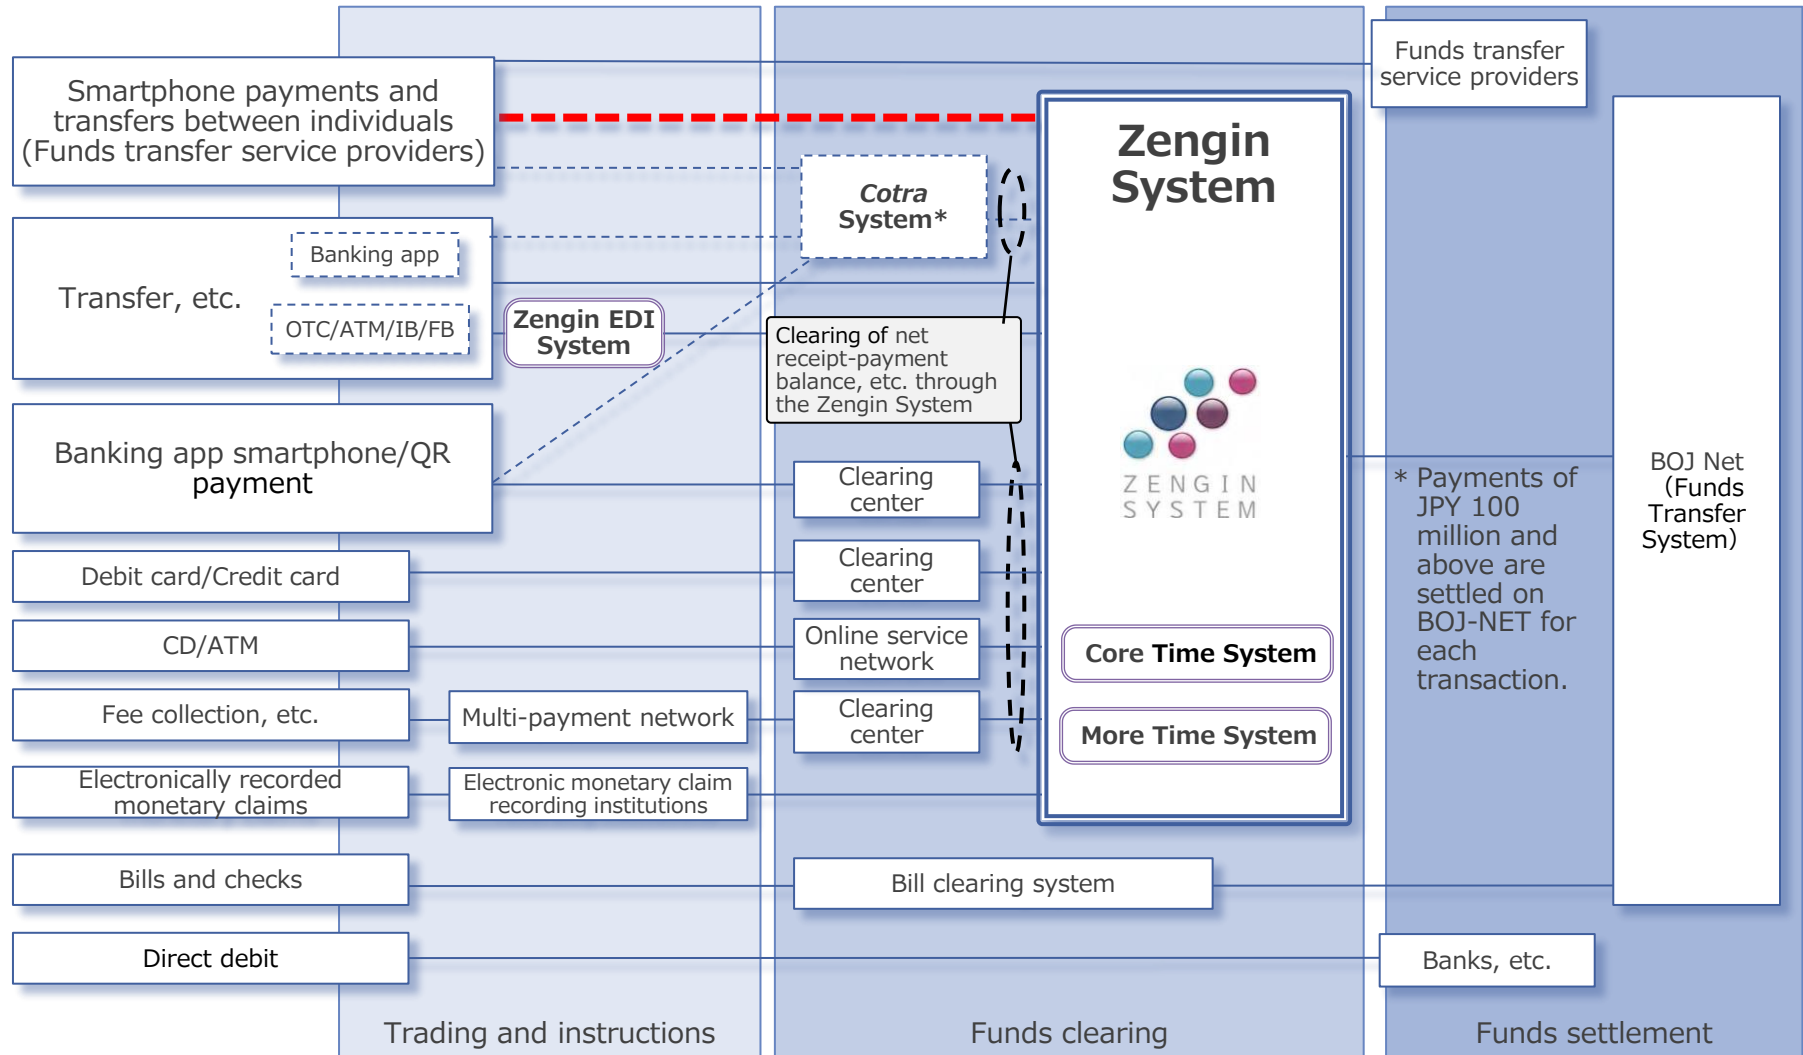 Smartphone payments and
transfers between individuals
(Funds transfer service providers)
Funds transfer
service providers
Zengin
System
Cotra
System*
Transfer, etc.
Banking app
OTC/ATM/IB/FB
Zengin EDI
System
Clearing of net
receipt-payment
balance, etc. through
the Zengin System
ZENGIN
SYSTEM
Banking app smartphone/QR
payment
Clearing
center
Debit card/Credit card
Clearing
center
CD/ATM
Online service
network
Fee collection, etc.
Multi-payment network
Clearing
center
Core Time System
More Time System
Electronically recorded
monetary claims
Electronic monetary claim
recording institutions
* Payments of
JPY 100
million and
above are
settled on
BOJ-NET for
each
transaction.
BOJ Net
（Funds
Transfer
System）
Bills and checks
Bill clearing system
Direct debit
Banks, etc.
Trading and instructions
Funds clearing
Funds settlement